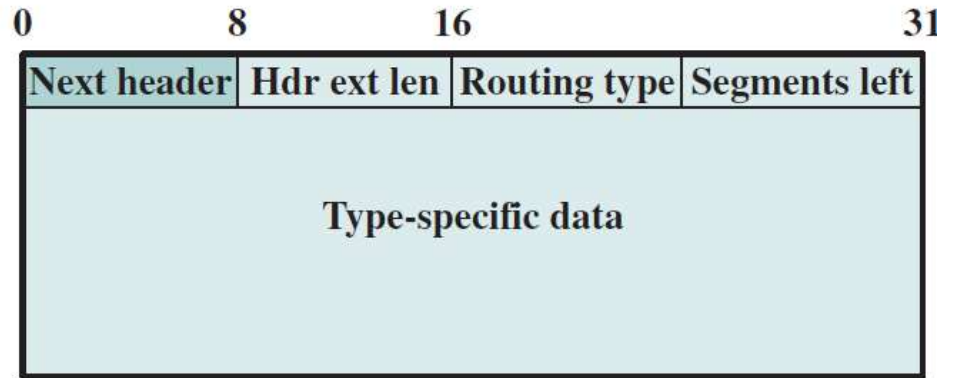 0 8 16 31
Next header Hdr ext len Routing type Segments left
Type-specific data